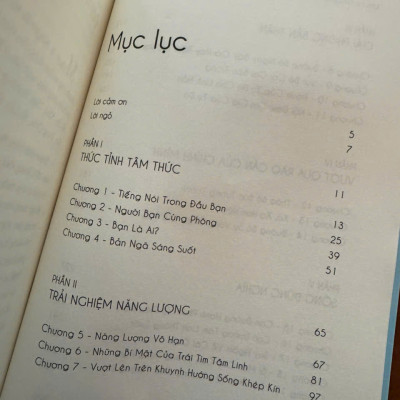 Mục lục
Lời cảm ơn 5
Lời ngỏ 7
PHẦN I
THỨC TỈNH TÂM THỨC 11
Chương 1 - Tiếng Nói Trong Đầu Bạn 13
Chương 2 - Người Bạn Cùng Phòng 25
Chương 3 - Bạn Là Ai? 39
Chương 4 - Bản Ngã Sáng Suốt 51
PHẦN II
TRẢI NGHIỆM NĂNG LƯỢNG 65
Chương 5 - Năng Lượng Vô Hạn 67
Chương 6 - Những Bí Mật Của Trái Tim Tâm Linh 81
Chương 7 - Vượt Lên Trên Khuynh Hướng Sống Khép Kín 97